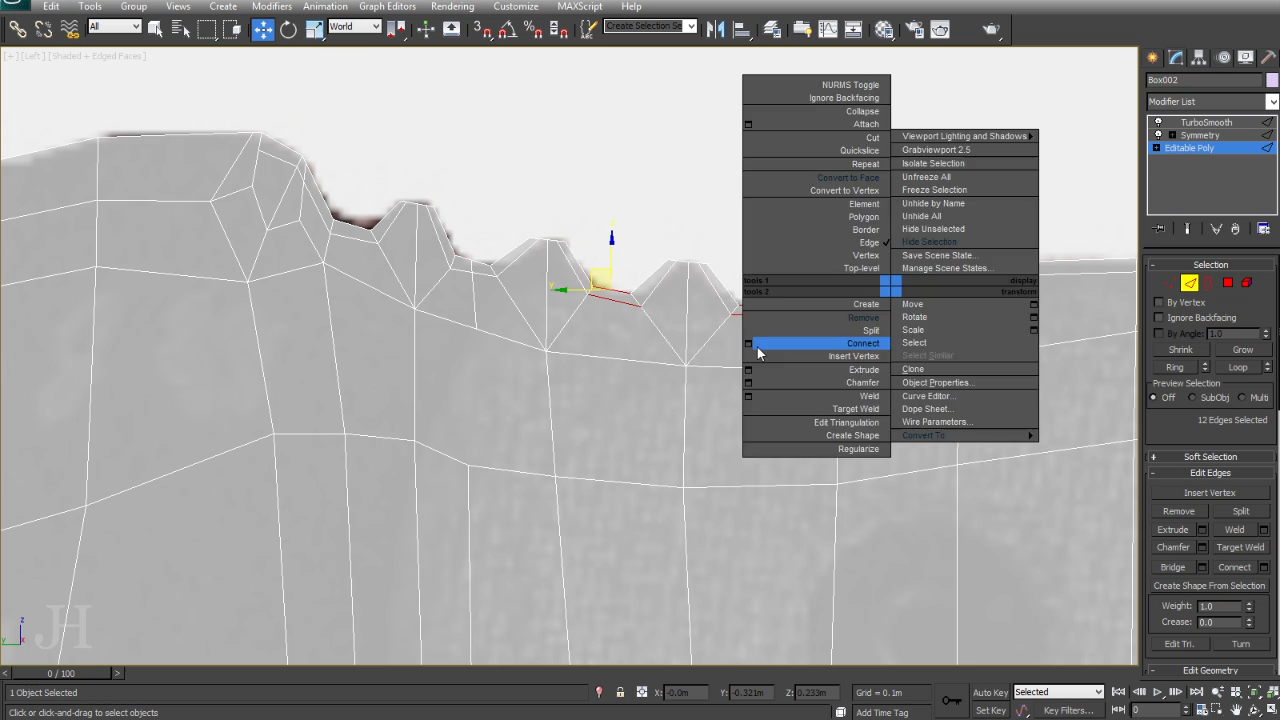 Edit Tools Group Views Create Modifiers Animation Graph Editors Rendering Customize MAXScript Help
All
World
3
Create Selection Se
[+] [Left] [Shaded + Edged Faces]
NURMS Toggle
Ignore Backfacing
Collapse
Attach
Cut
Quickslice
Repeat
Convert to Face
Convert to Vertex
Element
Polygon
Border
Edge
Vertex
Top-level
tools 1
tools 2
Create
Remove
Split
Connect
Insert Vertex
Extrude
Chamfer
Weld
Target Weld
Edit Triangulation
Create Shape
Regularize
Viewport Lighting and Shadows
Grabviewport 2.5
Isolate Selection
Unfreeze All
Freeze Selection
Unhide by Name
Unhide All
Hide Unselected
Hide Selection
Save Scene State...
Manage Scene States...
display
transform
Move
Rotate
Scale
Select
Select Similar
Clone
Object Properties...
Curve Editor...
Dope Sheet...
Wire Parameters...
Convert To
Box002
Modifier List
TurboSmooth
Symmetry
Editable Poly
Selection
By Vertex
Ignore Backfacing
By Angle: 1.0
Shrink Grow
Ring Loop
Preview Selection
Off SubObj Multi
12 Edges Selected
Soft Selection
Edit Edges
Insert Vertex
Remove Split
Extrude Weld
Chamfer Target Weld
Bridge Connect
Create Shape From Selection
Weight: 1.0
Crease: 0.0
Edit Tri. Turn
Edit Geometry
y
z
y x
JH
< 0 / 100 >
1 Object Selected
X: -0.0m Y: -0.321m Z: 0.233m Grid = 0.1m
Auto Key Selected
Click or click-and-drag to select objects
Add Time Tag
Set Key Key Filters... 0